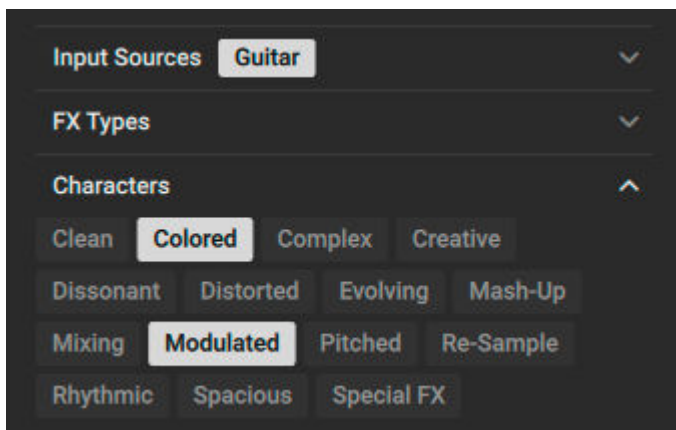 Input Sources Guitar
FX Types
Characters
Clean Colored Complex Creative
Dissonant Distorted Evolving Mash-Up
Mixing Modulated Pitched Re-Sample
Rhythmic Spacious Special FX